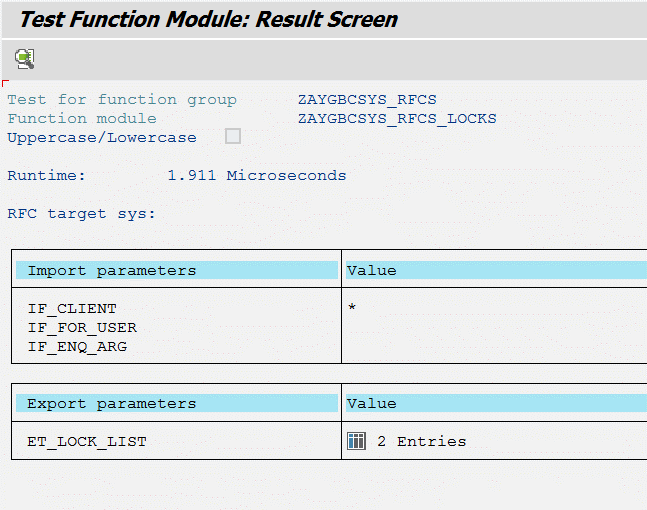 Test Function Module: Result Screen
Test for function group ZAYGBCSYS_RFCS
Function module ZAYGBCSYS_RFCS_LOCKS
Uppercase/Lowercase
Runtime: 1.911 Microseconds
RFC target sys:
Import parameters Value
IF_CLIENT *
IF_FOR_USER
IF_ENQ_ARG
Export parameters Value
ET_LOCK_LIST 2 Entries